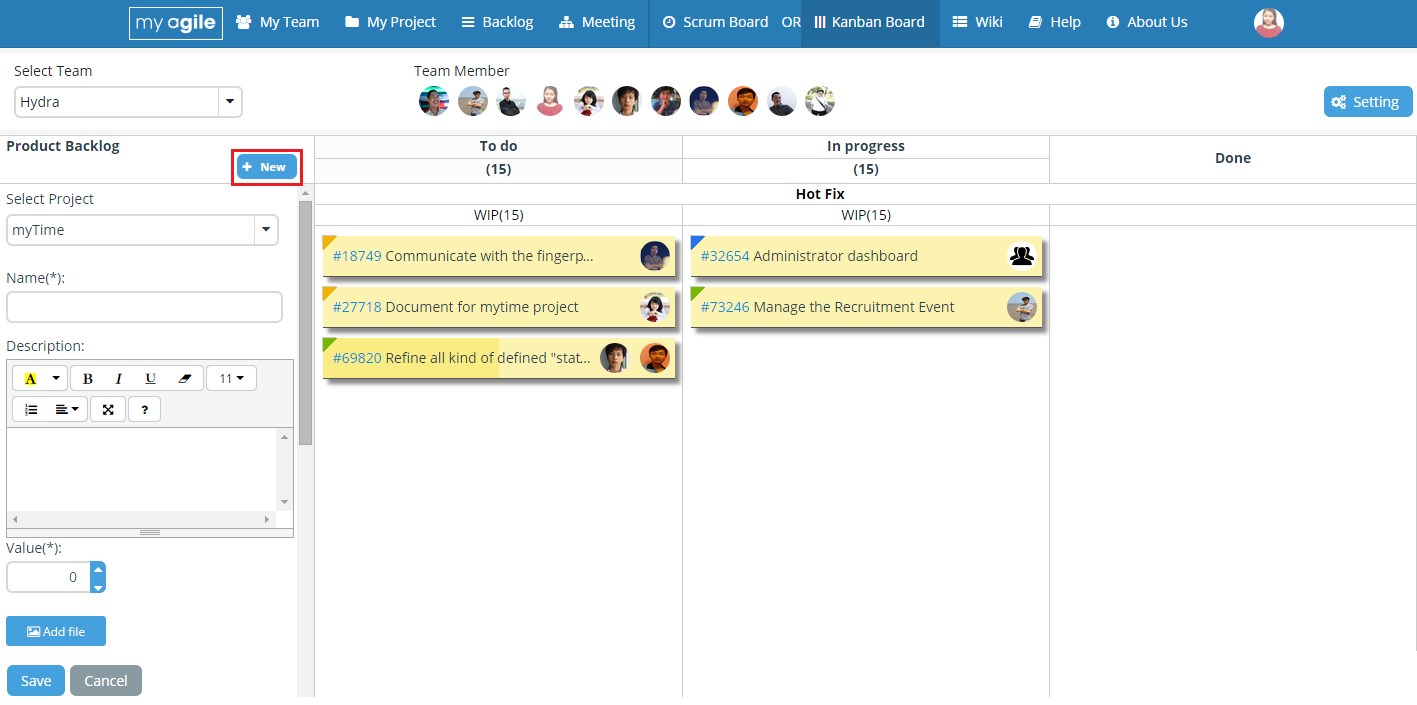 my agile My Team My Project Backlog Meeting Scrum Board OR Kanban Board Wiki Help About Us
Select Team
Team Member
Hydra
Setting
Product Backlog
New
To do
In progress
Done
(15)
(15)
Hot Fix
Select Project
WIP(15)
WIP(15)
myTime
#18749 Communicate with the fingerp...
#32654 Administrator dashboard
Name(*):
#27718 Document for mytime project
#73246 Manage the Recruitment Event
Description:
#69820 Refine all kind of defined "stat...
A B I U 11
?
Value(*):
0
Add file
Save Cancel